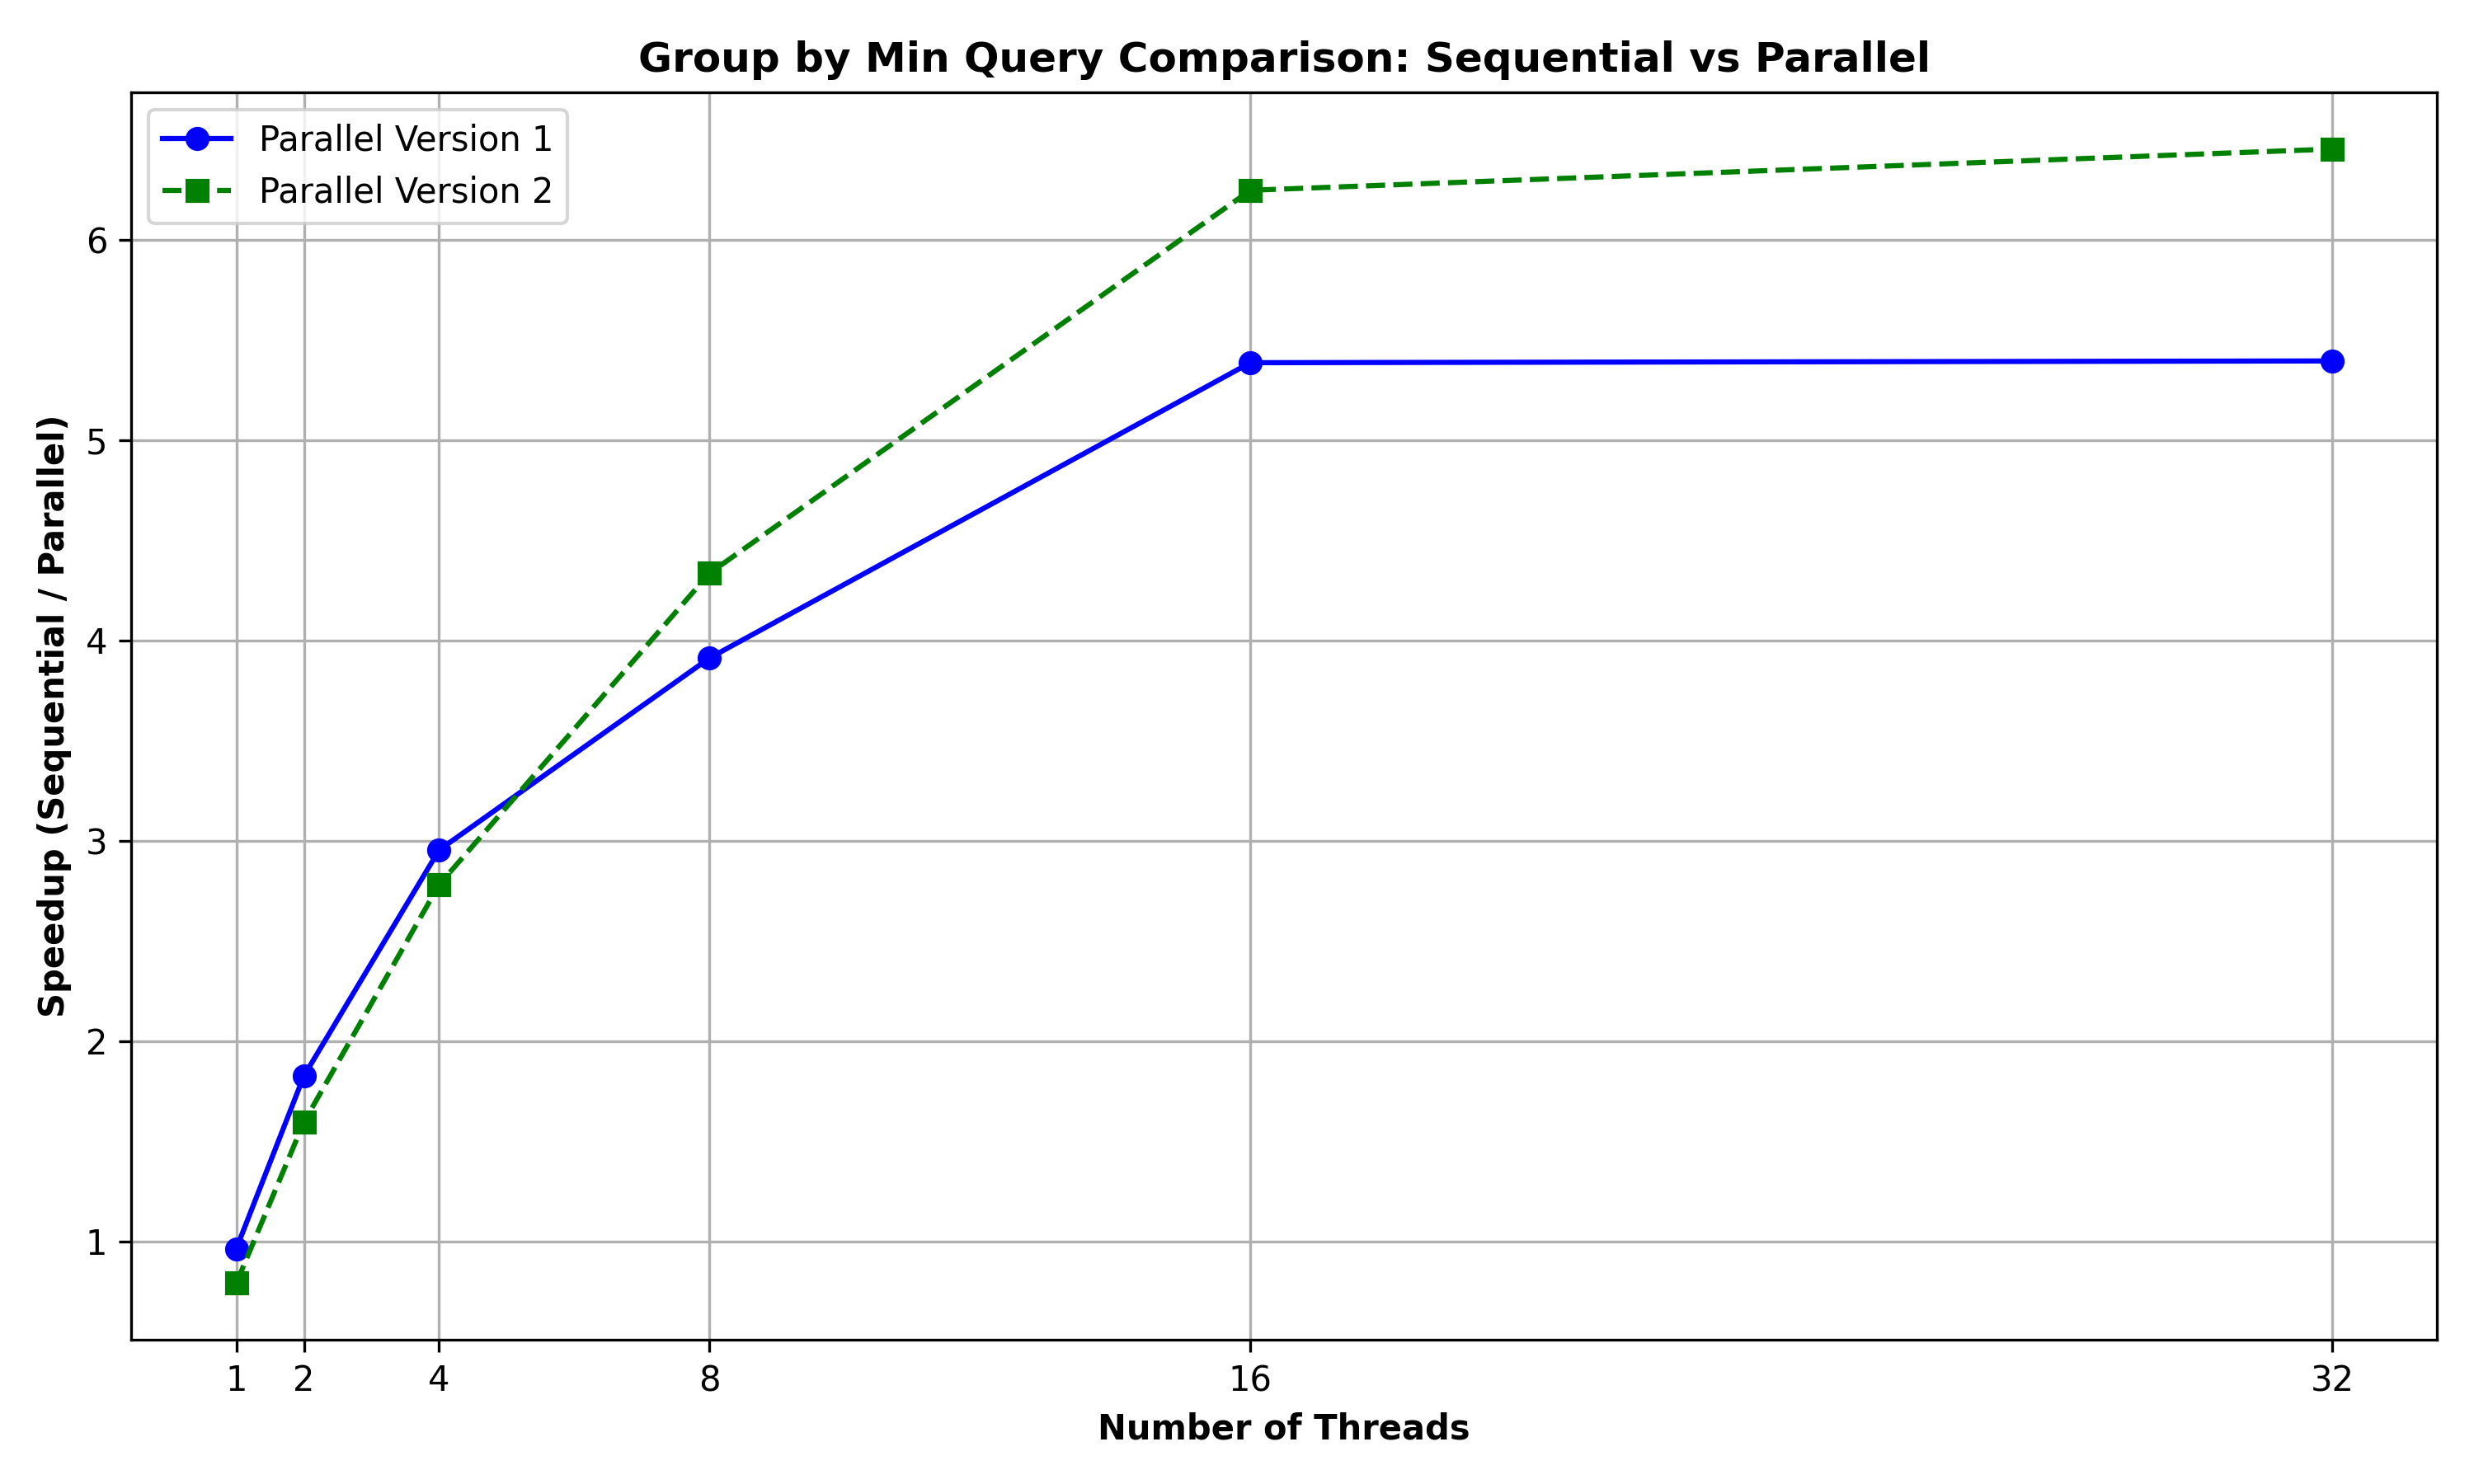 Group by Min Query Comparison: Sequential vs Parallel
Parallel Version 1
Parallel Version 2
Speedup (Sequential / Parallel)
6
5
4
3
2
1
1 2 4 8 16 32
Number of Threads